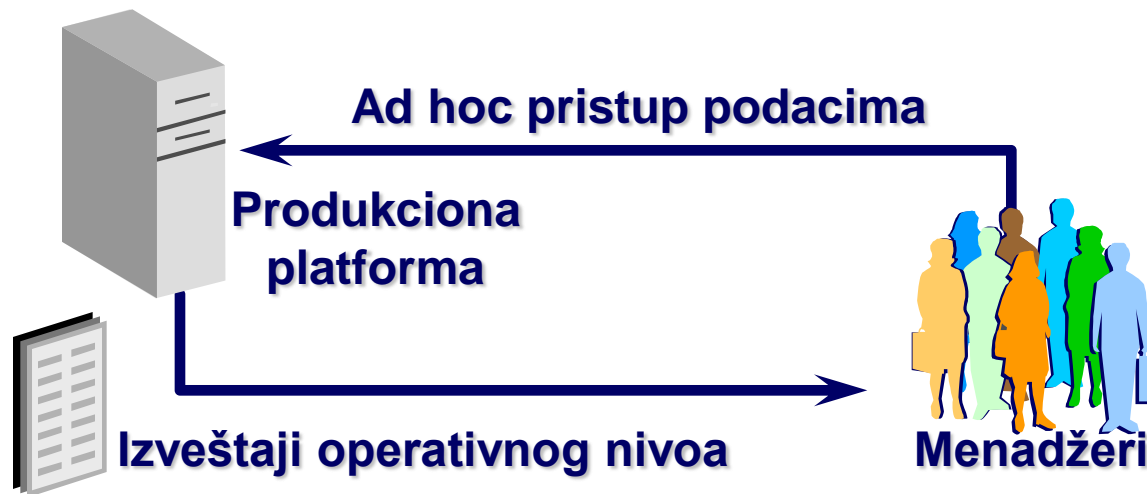 Ad hoc pristup podacima
Produkciona
platforma
Izveštaji operativnog nivoa
Menadžeri